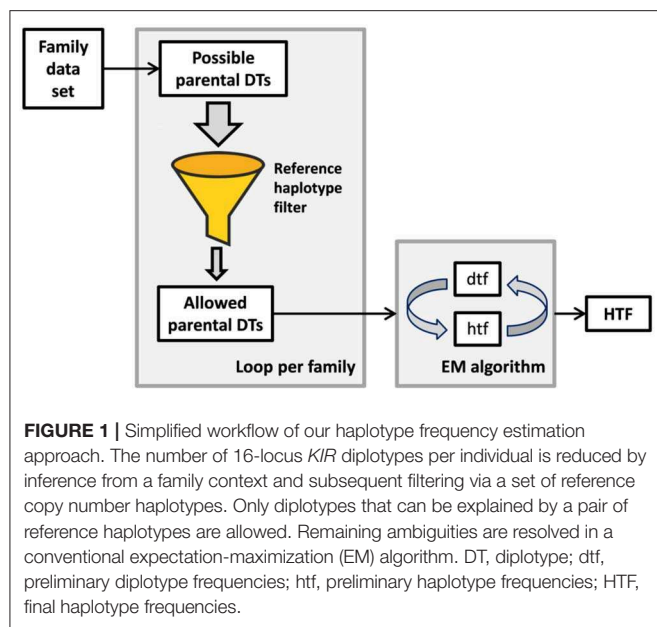 Family
data
set
Possible
parental DTs
Reference
haplotype
filter
Allowed
parental DTs
Loop per family
dtf
htf
EM algorithm
HTF
FIGURE 1 | Simplified workflow of our haplotype frequency estimation
approach. The number of 16-locus KIR diplotypes per individual is reduced by
inference from a family context and subsequent filtering via a set of reference
copy number haplotypes. Only diplotypes that can be explained by a pair of
reference haplotypes are allowed. Remaining ambiguities are resolved in a
conventional expectation-maximization (EM) algorithm. DT, diplotype; dtf,
preliminary diplotype frequencies; htf, preliminary haplotype frequencies; HTF,
final haplotype frequencies.